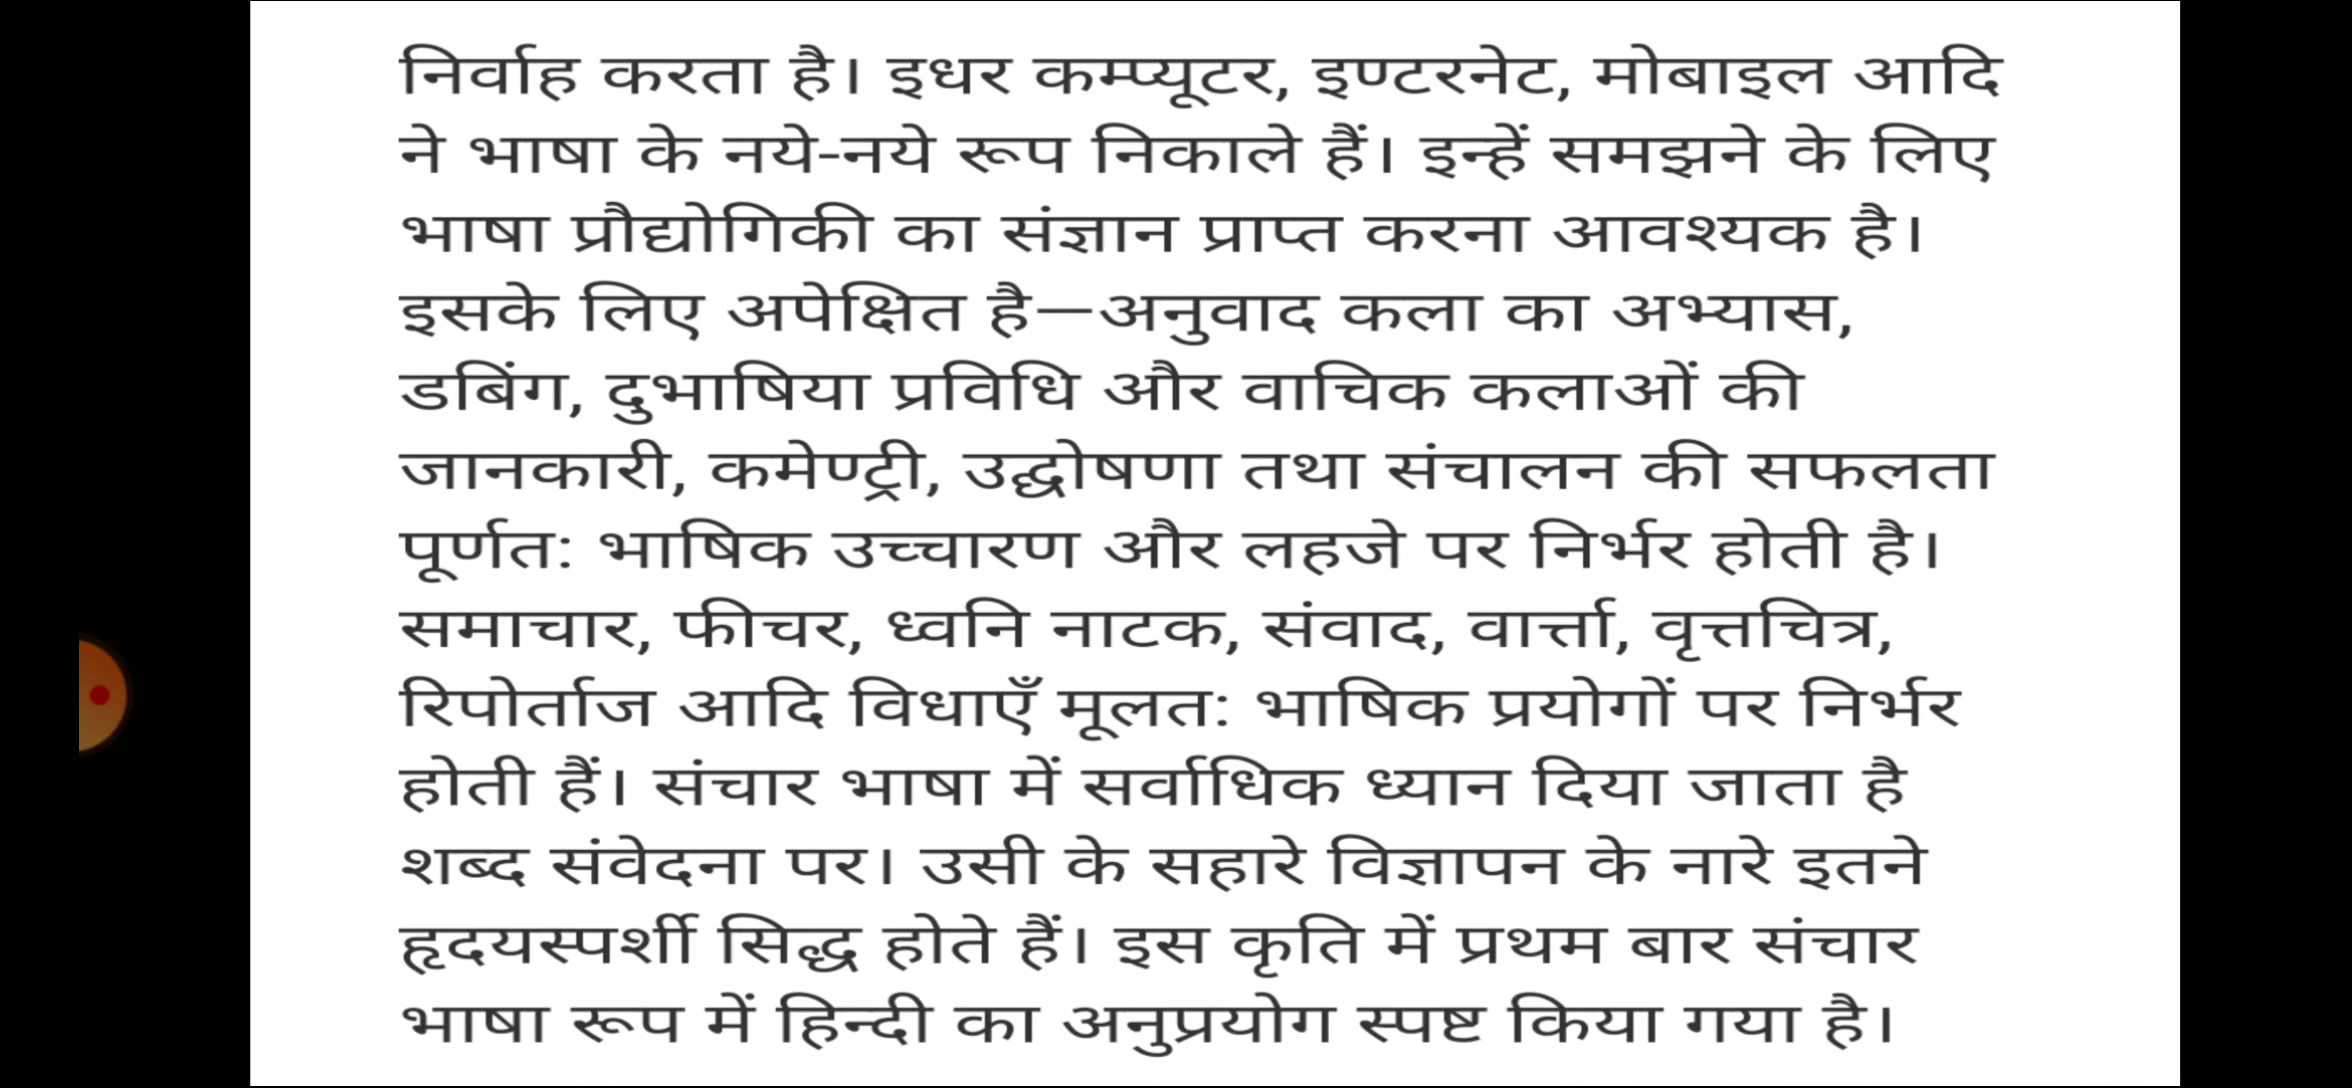 निर्वाह करता है। इधर कम्प्यूटर, इण्टरनेट, मोबाइल आदि
ने भाषा के नये-नये रूप निकाले हैं। इन्हें समझने के लिए
भाषा प्रौद्योगिकी का संज्ञान प्राप्त करना आवश्यक है।
इसके लिए अपेक्षित है—अनुवाद कला का अभ्यास,
डबिंग, दुभाषिया प्रविधि और वाचिक कलाओं की
जानकारी, कमेण्ट्री, उद्धोषणा तथा संचालन की सफलता
पूर्णत: भाषिक उच्चारण और लहजे पर निर्भर होती है।
समाचार, फीचर, ध्वनि नाटक, संवाद, वार्त्ता, वृत्तचित्र,
रिपोर्ताज आदि विधाएँ मूलत: भाषिक प्रयोगों पर निर्भर
होती हैं। संचार भाषा में सर्वाधिक ध्यान दिया जाता है
शब्द संवेदना पर। उसी के सहारे विज्ञापन के नारे इतने
हृदयस्पर्शी सिद्ध होते हैं। इस कृति में प्रथम बार संचार
भाषा रूप में हिन्दी का अनुप्रयोग स्पष्ट किया गया है।